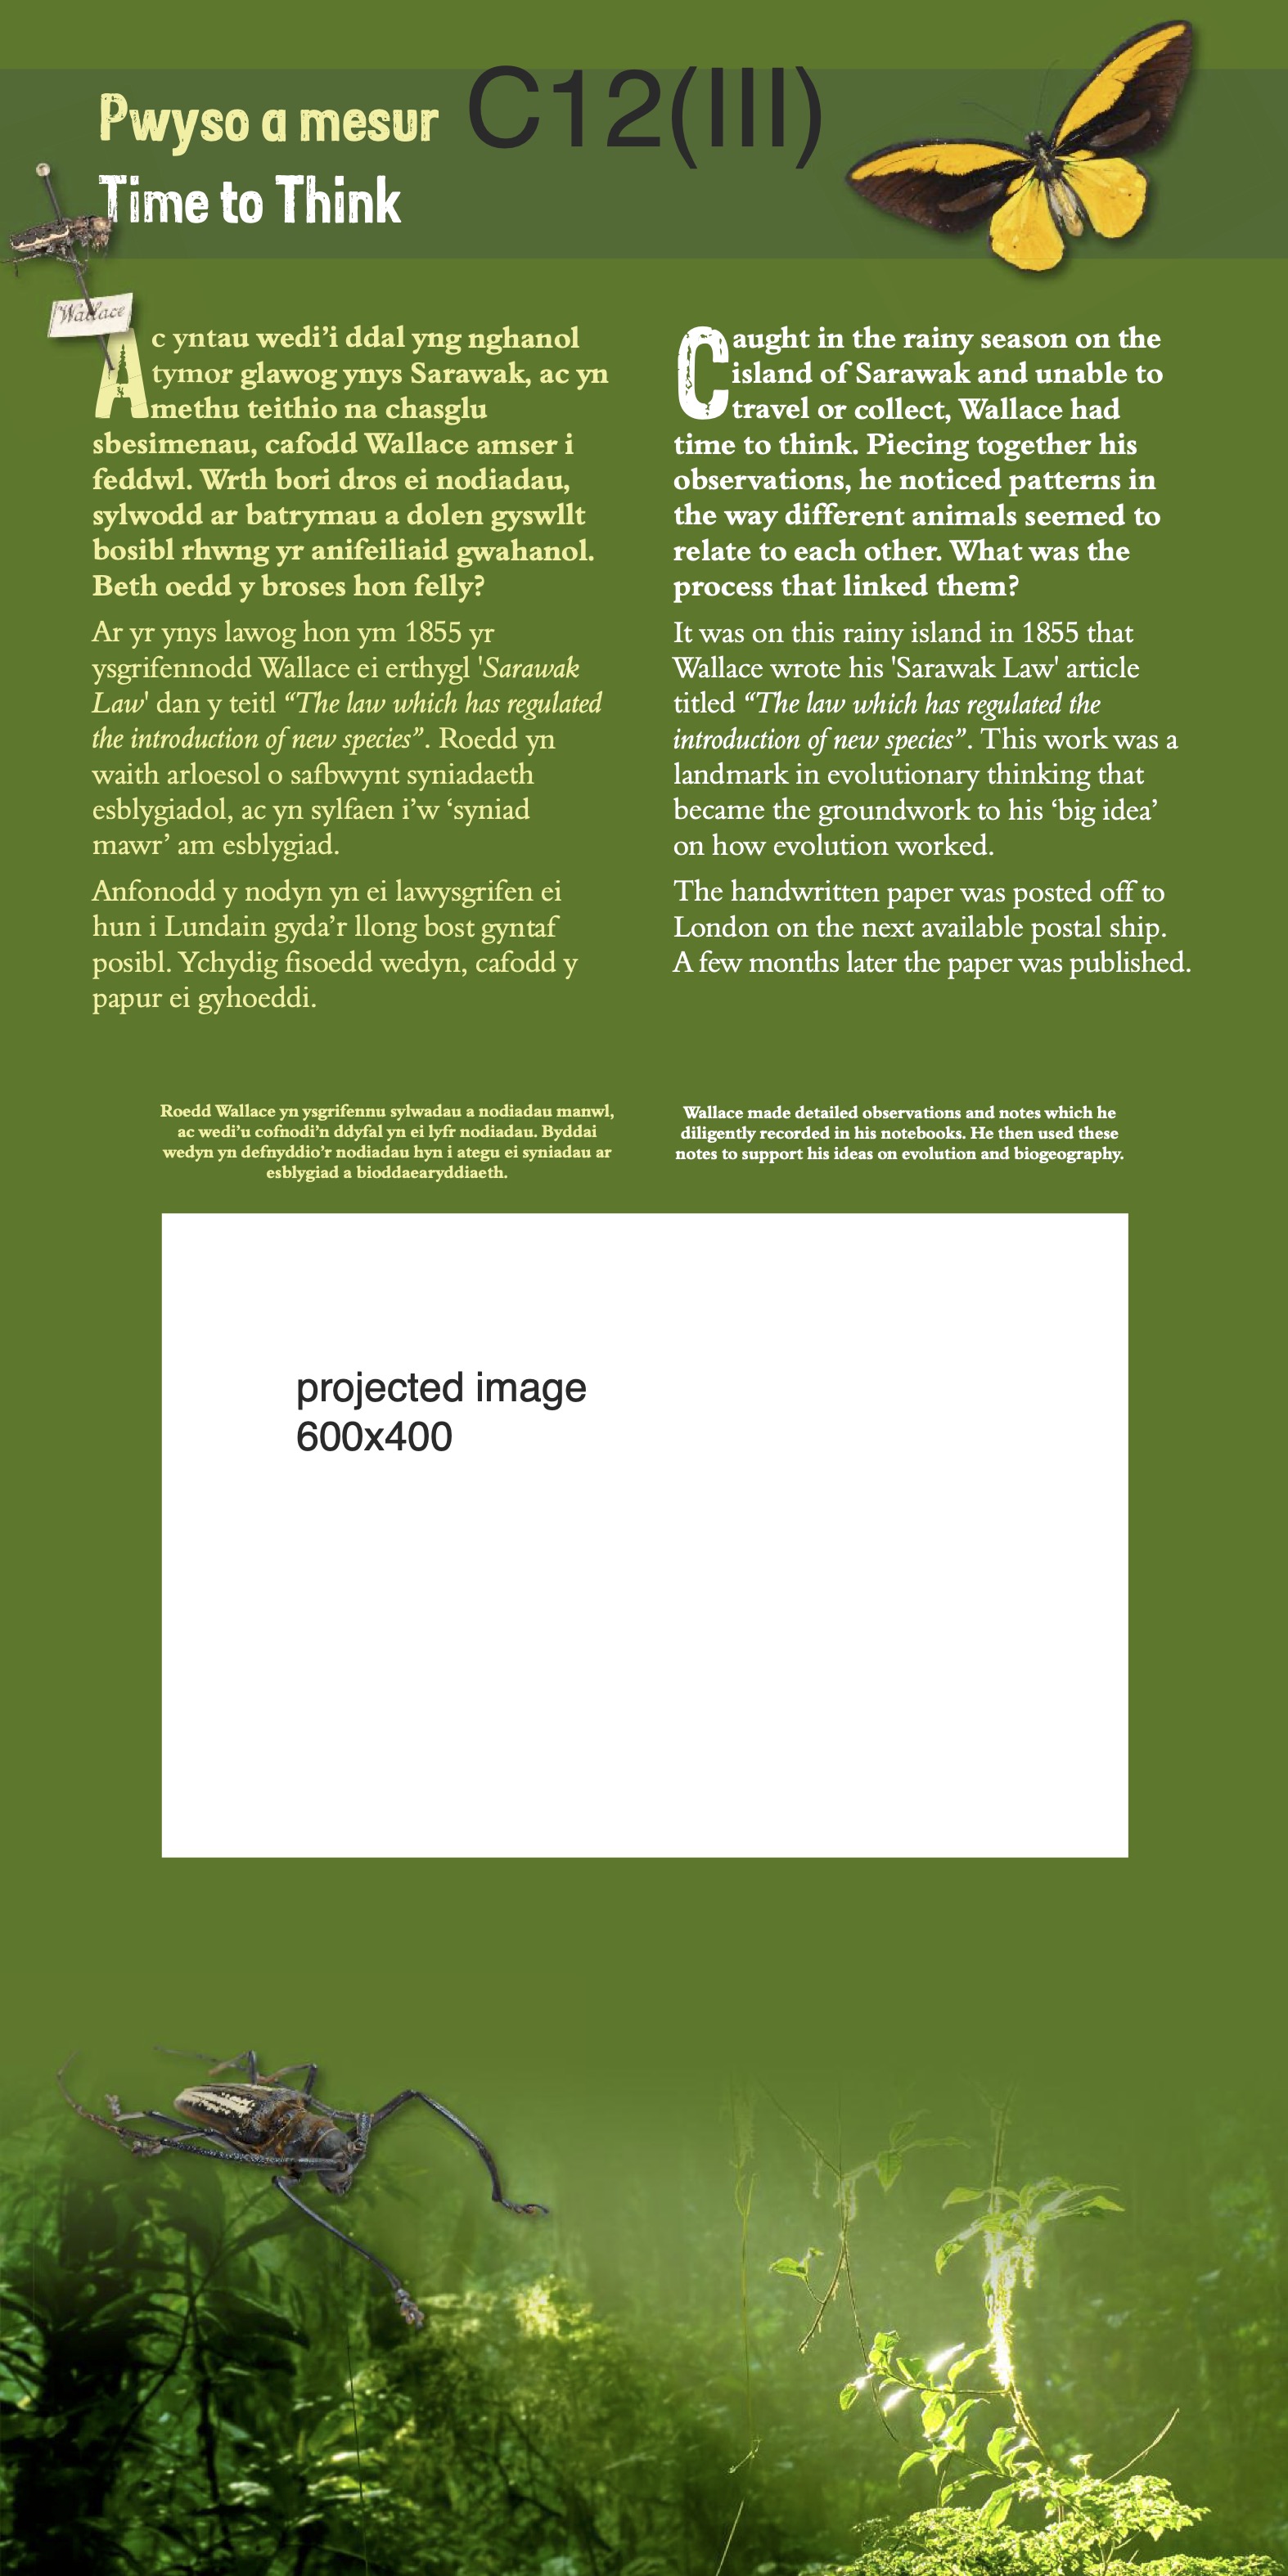 Pwyso a mesur
C12(III)
Time to Think
Wallace
Ac yntau wedi’i ddal yng nghanol
tymor glawog ynys Sarawak, ac yn
methu teithio na chasglu
sbesimenau, cafodd Wallace amser i
feddwl. Wrth bori dros ei nodiadau,
sylwodd ar batrymau a dolen gyswllt
bosibl rhwng yr anifeiliaid gwahanol.
Beth oedd y broses hon felly?
Ar yr ynys lawog hon ym 1855 yr
ysgrifennodd Wallace ei erthygl 'Sarawak
Law' dan y teitl “The law which has regulated
the introduction of new species”. Roedd yn
waith arloesol o safbwynt syniadaeth
esblygiadol, ac yn sylfaen i’w ‘syniad
mawr’ am esblygiad.
Anfonodd y nodyn yn ei lawysgrifen ei
hun i Lundain gyda’r llong bost gyntaf
posibl. Ychydig fisoedd wedyn, cafodd y
papur ei gyhoeddi.
Caught in the rainy season on the
island of Sarawak and unable to
travel or collect, Wallace had
time to think. Piecing together his
observations, he noticed patterns in
the way different animals seemed to
relate to each other. What was the
process that linked them?
It was on this rainy island in 1855 that
Wallace wrote his 'Sarawak Law' article
titled “The law which has regulated the
introduction of new species”. This work was a
landmark in evolutionary thinking that
became the groundwork to his ‘big idea’
on how evolution worked.
The handwritten paper was posted off to
London on the next available postal ship.
A few months later the paper was published.
Roedd Wallace yn ysgrifennu sylwadau a nodiadau manwl,
ac wedi’u cofnodi’n ddyfal yn ei lyfr nodiadau. Byddai
wedyn yn defnyddio’r nodiadau hyn i ategu ei syniadau ar
esblygiad a bioddaearyddiaeth.
Wallace made detailed observations and notes which he
diligently recorded in his notebooks. He then used these
notes to support his ideas on evolution and biogeography.
projected image
600x400